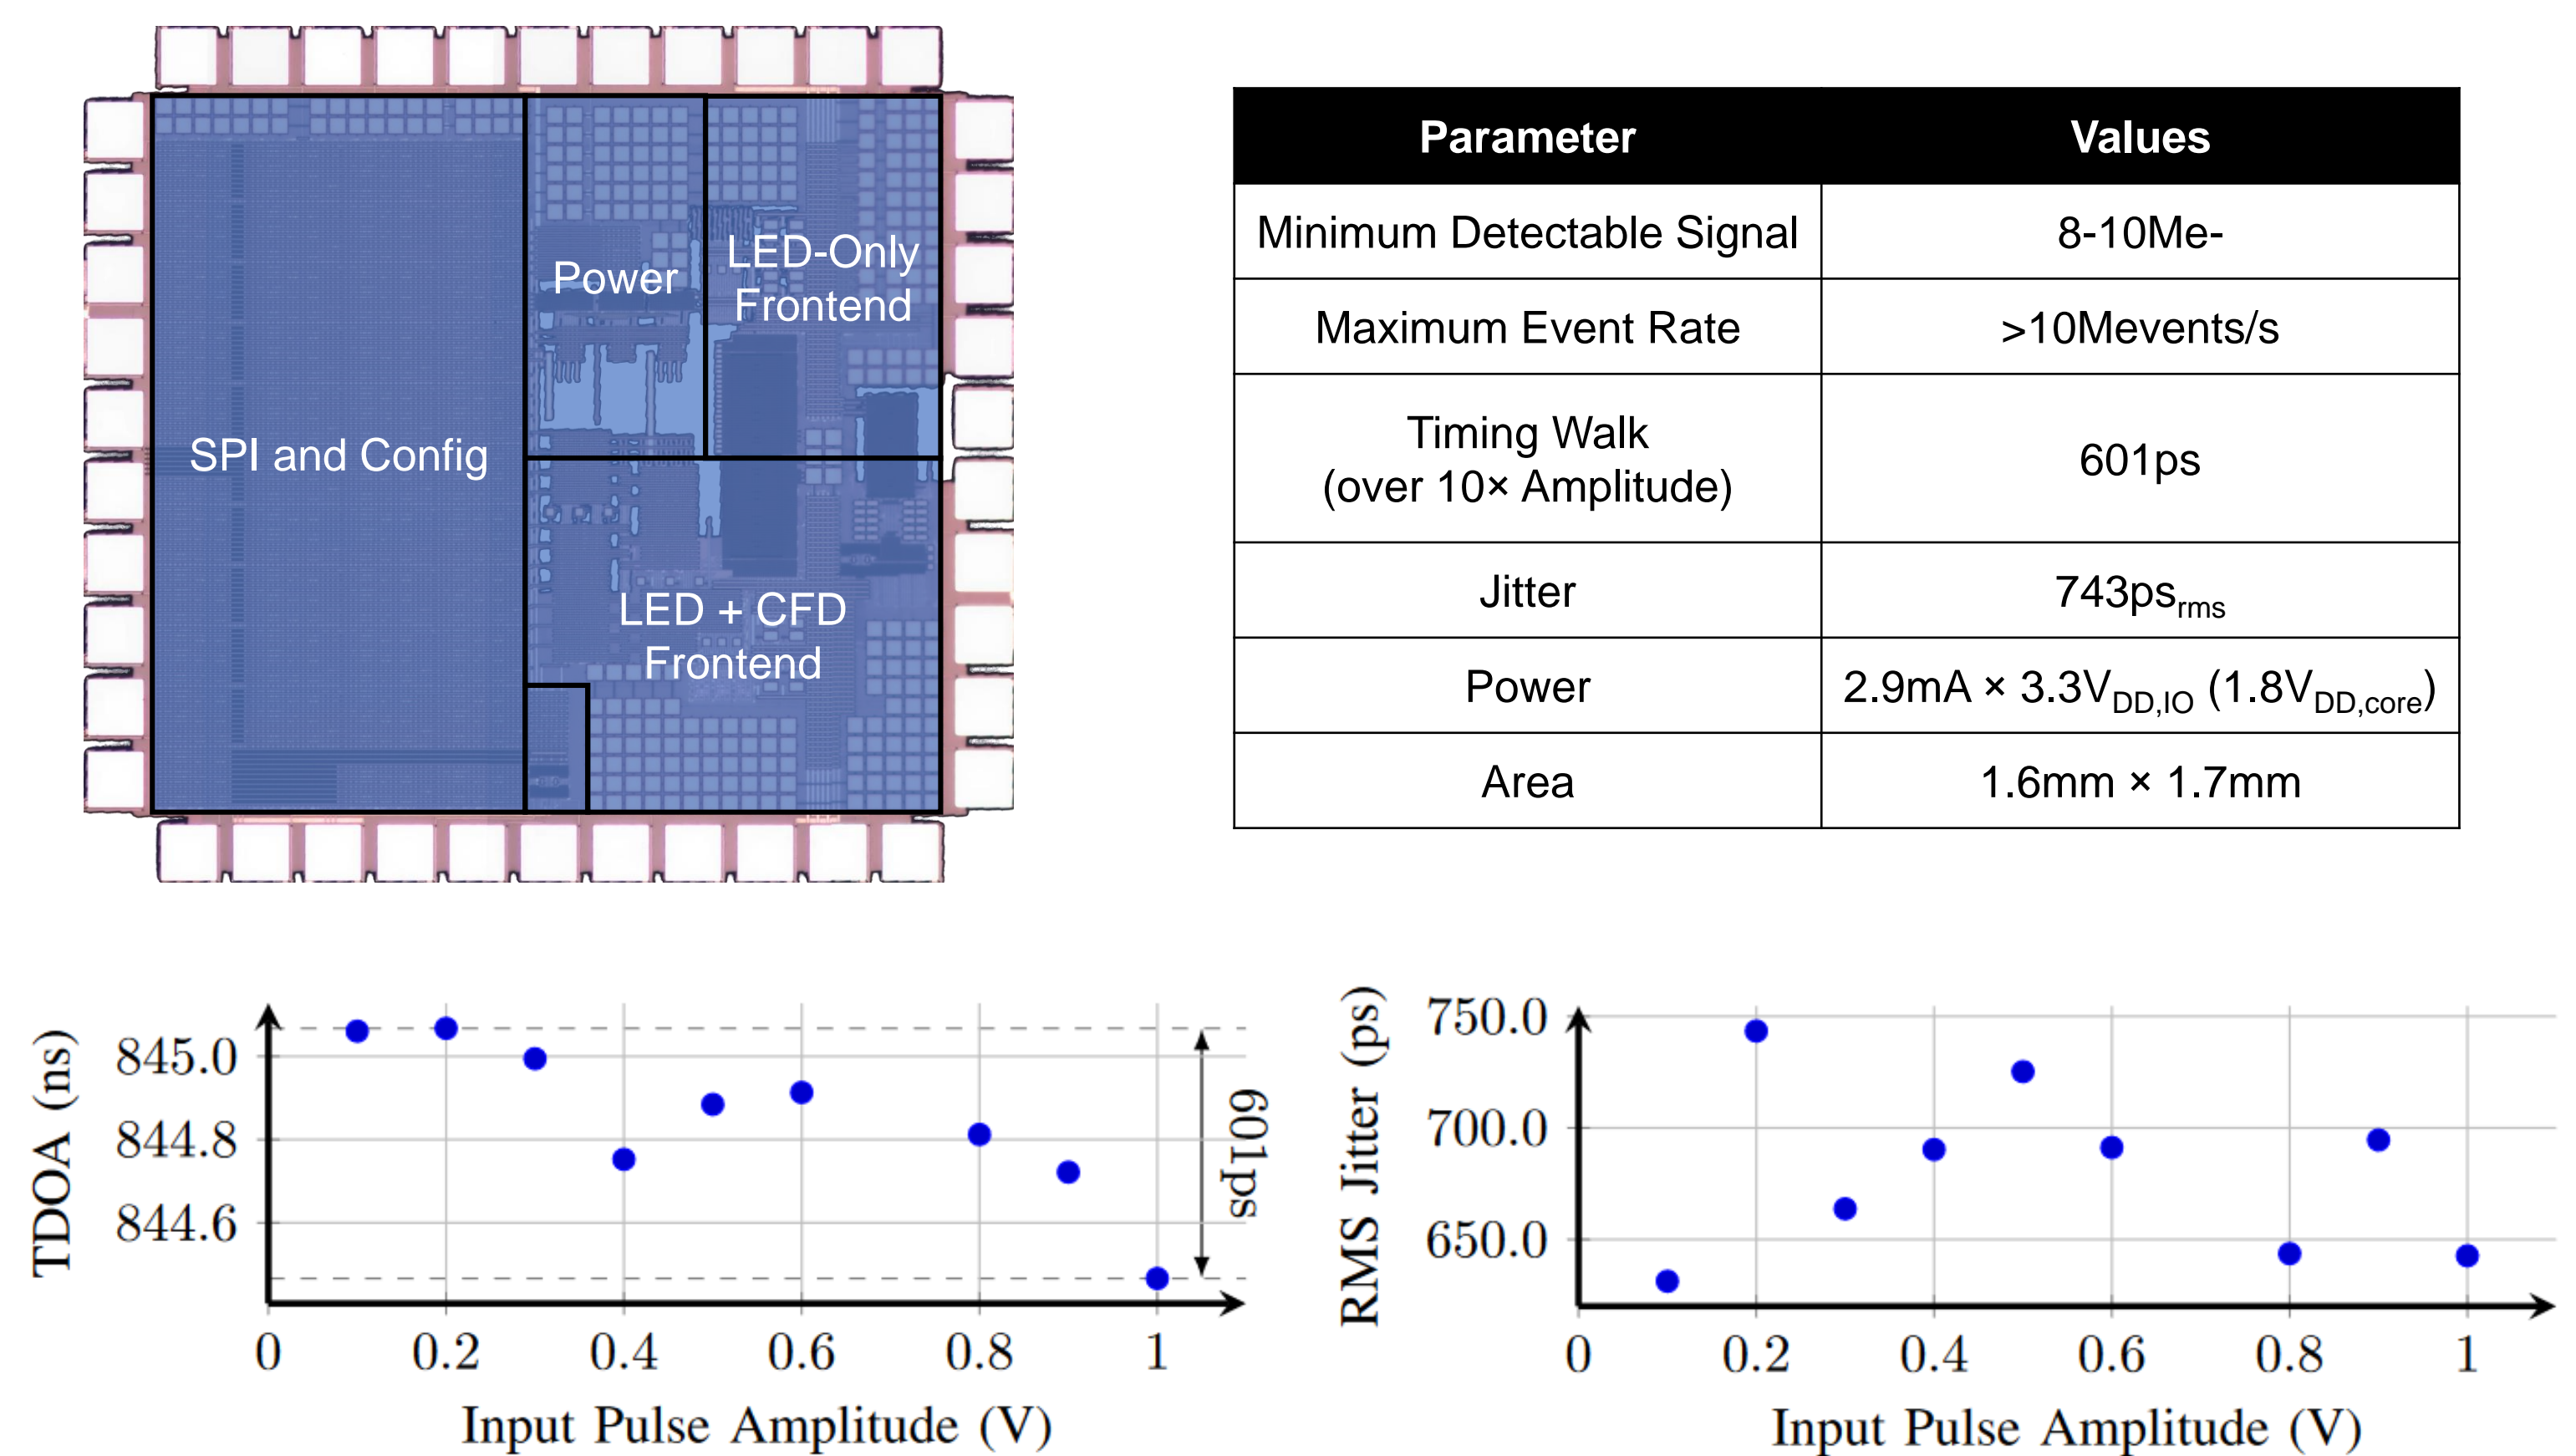 SPI and Config
Power
LED-Only
Frontend
LED + CFD
Frontend
Parameter Values
Minimum Detectable Signal 8-10Me-
Maximum Event Rate >10Mevents/s
Timing Walk
(over 10× Amplitude) 601ps
Jitter 743ps_rms
Power 2.9mA × 3.3V_DD,IO (1.8V_DD,core)
Area 1.6mm × 1.7mm
TDOA (ns)
845.0
844.8
844.6
601ps
0 0.2 0.4 0.6 0.8 1
Input Pulse Amplitude (V)
RMS Jitter (ps)
750.0
700.0
650.0
0 0.2 0.4 0.6 0.8 1
Input Pulse Amplitude (V)